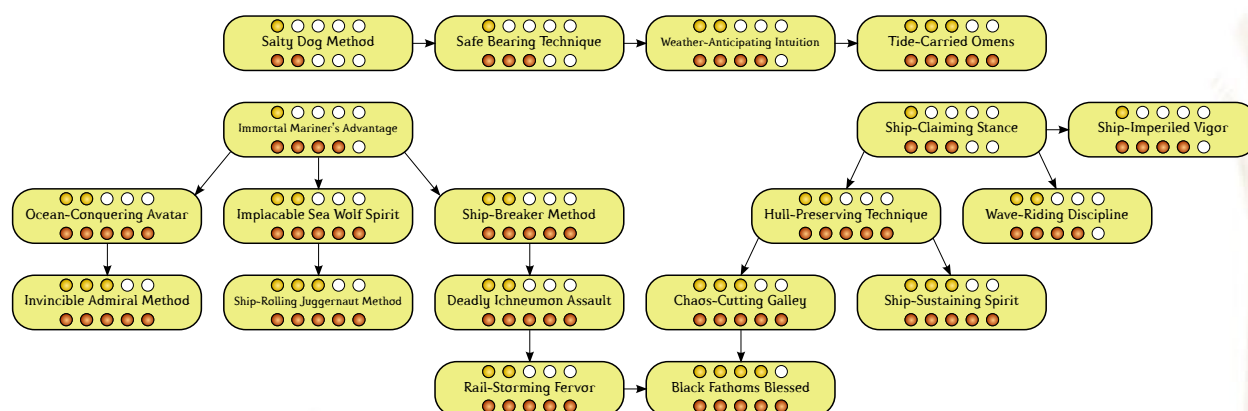 Salty Dog Method
Safe Bearing Technique
Weather-Anticipating Intuition
Tide-Carried Omens
Immortal Mariner's Advantage
Ship-Claiming Stance
Ship-Imperiled Vigor
Ocean-Conquering Avatar
Implacable Sea Wolf Spirit
Ship-Breaker Method
Hull-Preserving Technique
Wave-Riding Discipline
Invincible Admiral Method
Ship-Rolling Juggernaut Method
Deadly Ichneumon Assault
Chaos-Cutting Galley
Ship-Sustaining Spirit
Rail-Storming Fervor
Black Fathoms Blessed